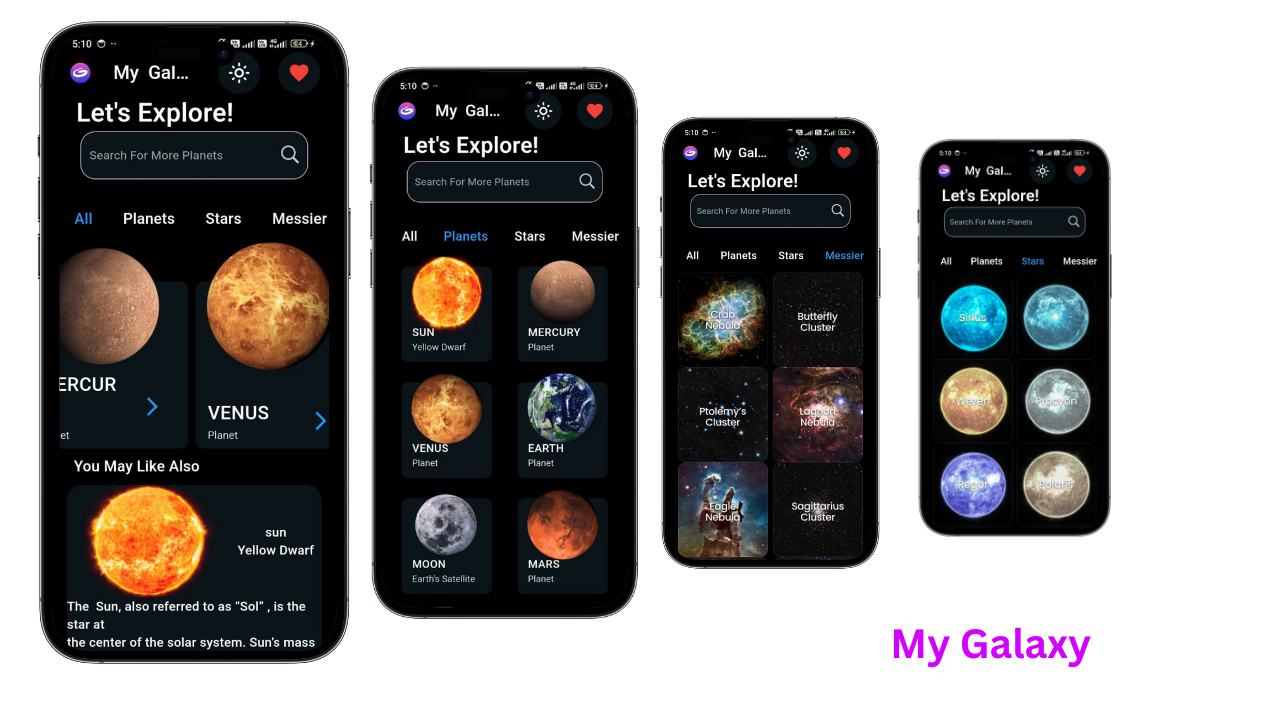 5:10
My Gal...
Let's Explore!
Search For More Planets
All Planets Stars Messier
ERCUR
et
VENUS
Planet
You May Like Also
sun
Yellow Dwarf
The Sun, also referred to as “Sol” , is the
star at
the center of the solar system. Sun’s mass
5:10
My Gal...
Let's Explore!
Search For More Planets
All Planets Stars Messier
SUN
Yellow Dwarf
MERCURY
Planet
VENUS
Planet
EARTH
Planet
MOON
Earth's Satellite
MARS
Planet
5:10
My Gal...
Let's Explore!
Search For More Planets
All Planets Stars Messier
Crab
Nebula
Butterfly
Cluster
Ptolemy's
Cluster
Lagoon
Nebula
Eagle
Nebula
Sagittarius
Cluster
5:10
My Gal...
Let's Explore!
Search For More Planets
All Planets Stars Messier
Sirius
Wezen
Procyon
Regor
Polaris
My Galaxy